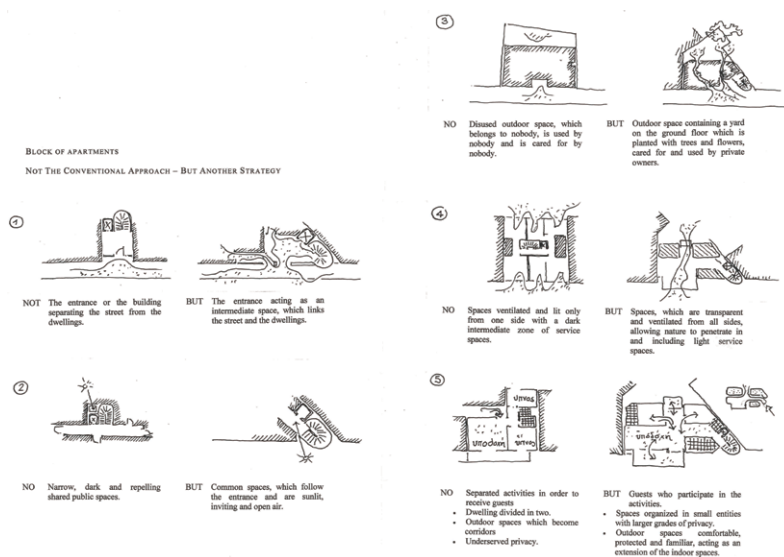 BLOCK OF APARTMENTS
NOT THE CONVENTIONAL APPROACH – BUT ANOTHER STRATEGY
1
NOT The entrance or the building
separating the street from the
dwellings.
BUT The entrance acting as an
intermediate space, which links
the street and the dwellings.
2
NO Narrow, dark and repelling
shared public spaces.
BUT Common spaces, which follow
the entrance and are sunlit,
inviting and open air.
3
NO Disused outdoor space, which
belongs to nobody, is used by
nobody and is cared for by
nobody.
BUT Outdoor space containing a yard
on the ground floor which is
planted with trees and flowers,
cared for and used by private
owners.
4
NO Spaces ventilated and lit only
from one side with a dark
intermediate zone of service
spaces.
BUT Spaces, which are transparent
and ventilated from all sides,
allowing nature to penetrate in
and including light service
spaces.
5
υπνος
υποδοχη
υποδοχη
NO Separated activities in order to
receive guests
• Dwelling divided in two.
• Outdoor spaces which become
corridors
• Underserved privacy.
BUT Guests who participate in the
activities.
• Spaces organized in small entities
with larger grades of privacy.
• Outdoor spaces comfortable,
protected and familiar, acting as an
extension of the indoor spaces.